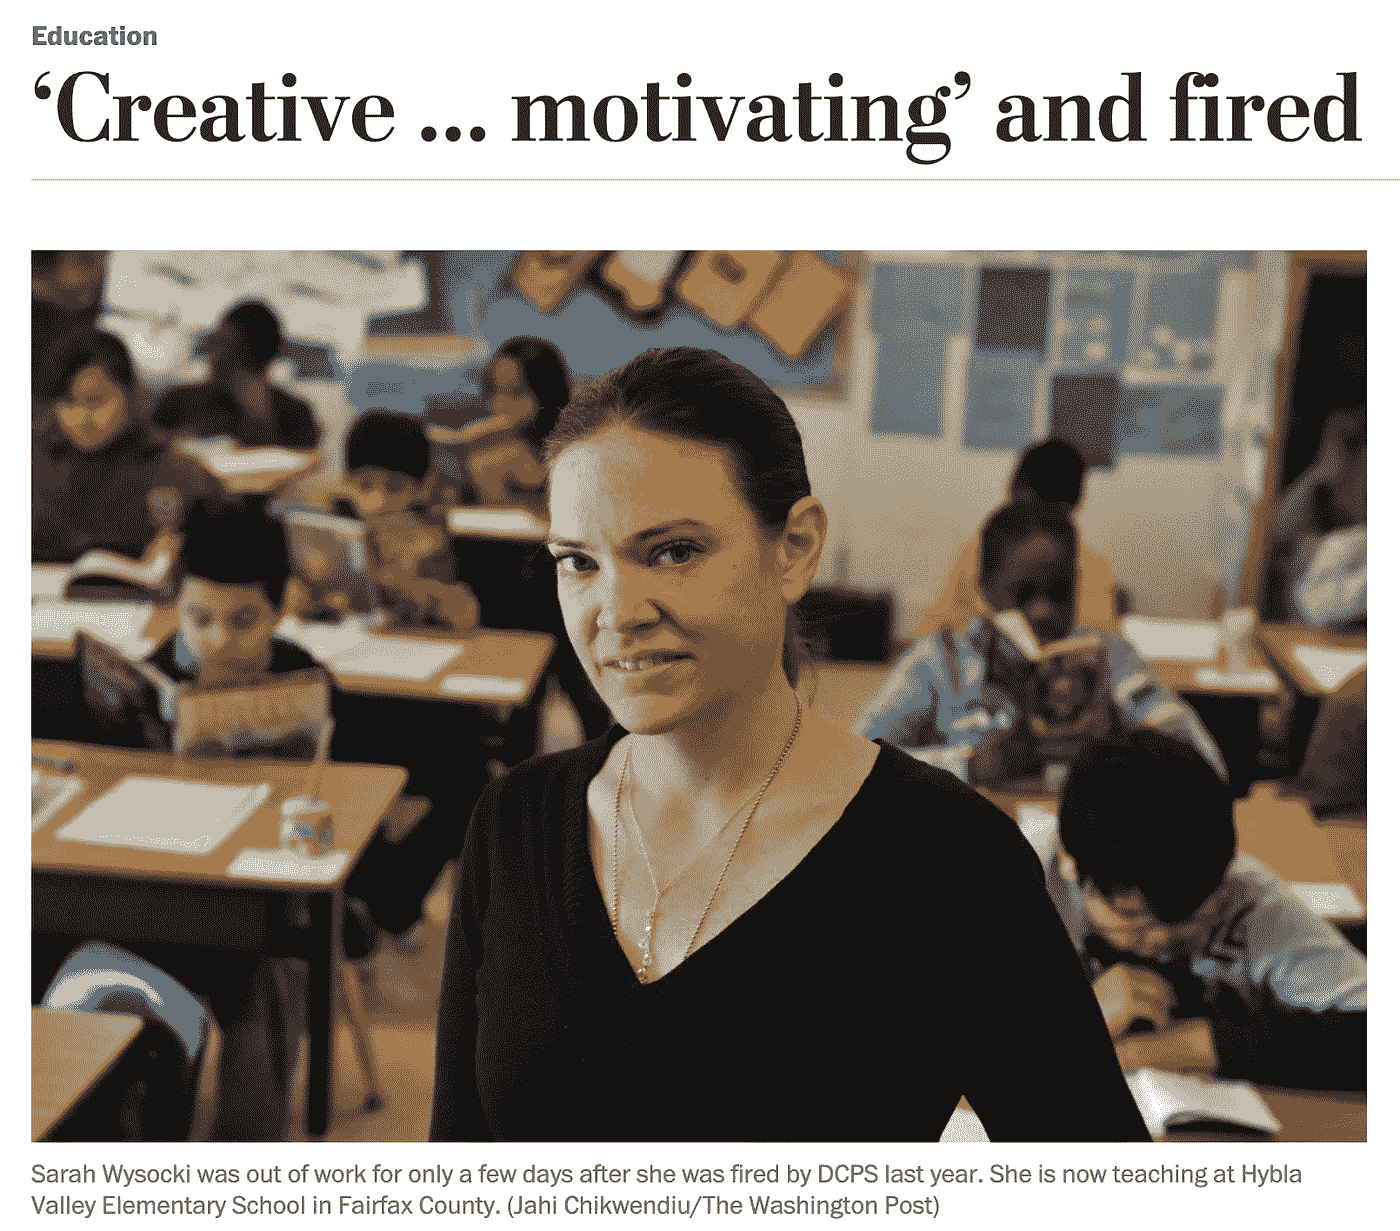 Education
‘Creative ... motivating’ and fired
Sarah Wysocki was out of work for only a few days after she was fired by DCPS last year. She is now teaching at Hybla
Valley Elementary School in Fairfax County. (Jahi Chikwendiu/The Washington Post)